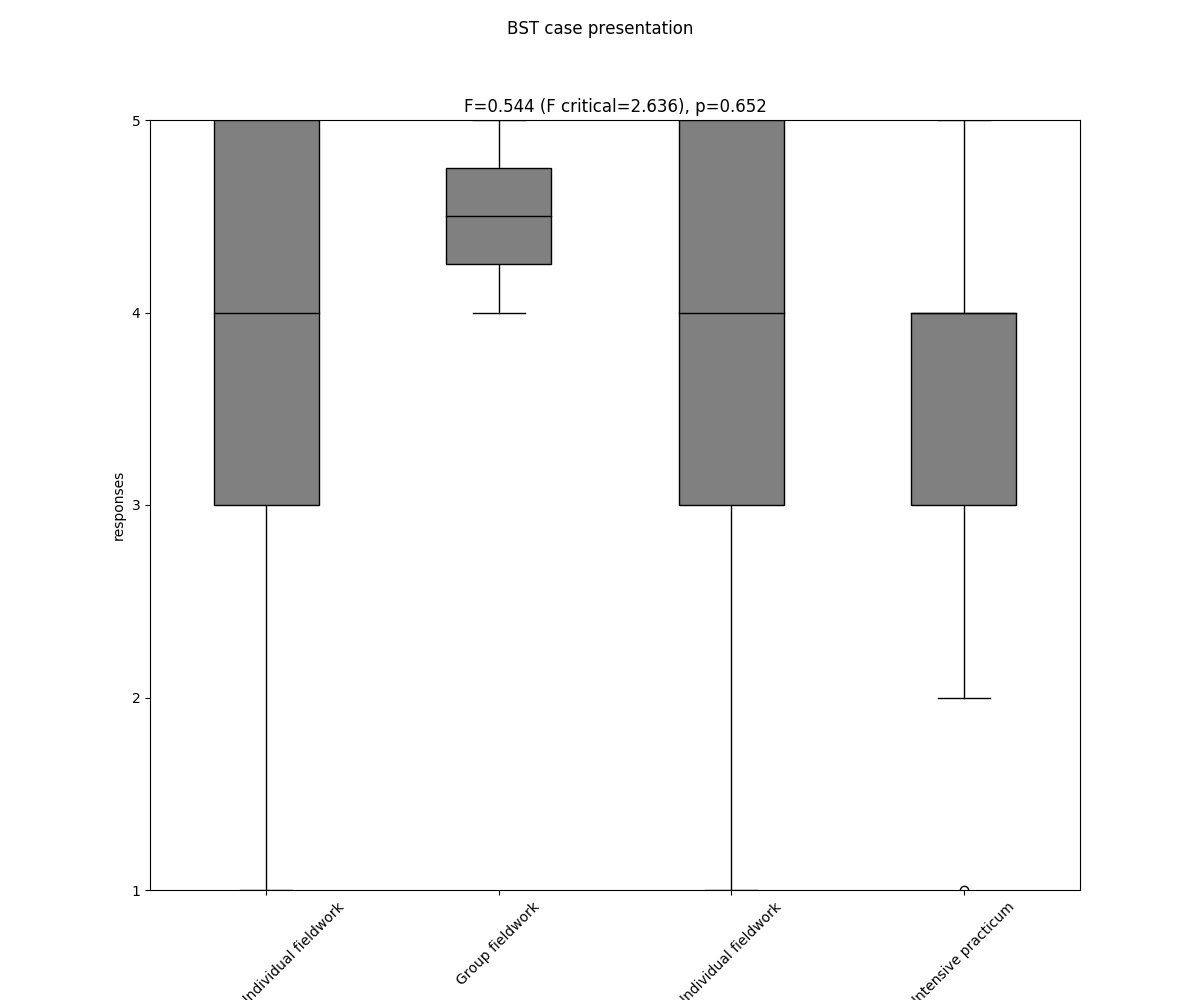 BST case presentation
F=0.544 (F critical=2.636), p=0.652
5
4
3
2
1
responses
Individual fieldwork
Group fieldwork
Individual fieldwork
Intensive practicum